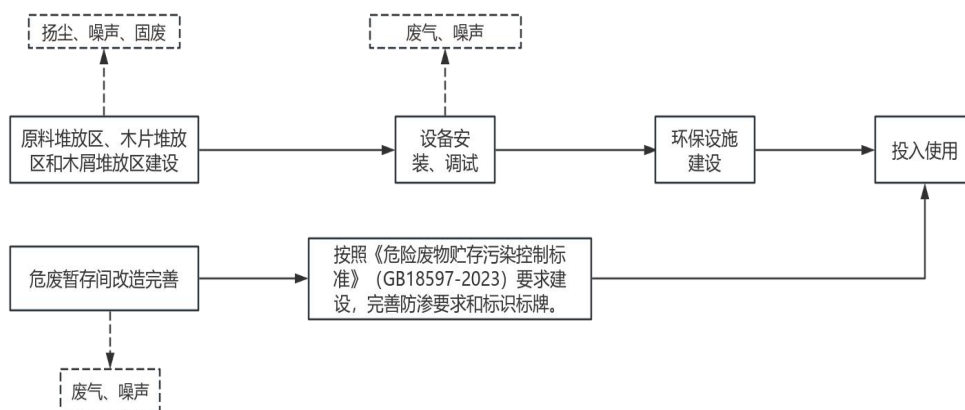 扬尘、噪声、固废
废气、噪声
原料堆放区、木片堆放
区和木屑堆放区建设
设备安
装、调试
环保设施
建设
投入使用
危废暂存间改造完善
按照《危险废物贮存污染控制标
准》（GB18597-2023）要求建
设，完善防渗要求和标识标牌。
废气、噪声